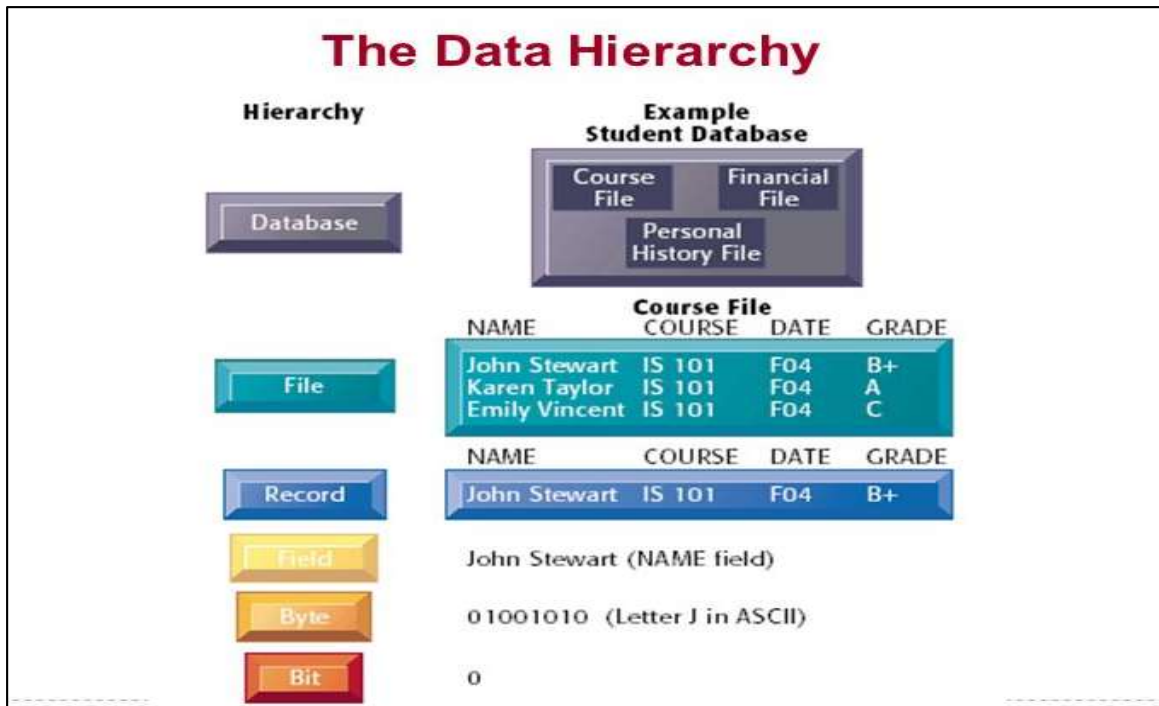 The Data Hierarchy
Hierarchy
Example
Student Database
Database
Course
File
Financial
File
Personal
History File
Course File
NAME COURSE DATE GRADE
File
John Stewart IS 101 F04 B+
Karen Taylor IS 101 F04 A
Emily Vincent IS 101 F04 C
NAME COURSE DATE GRADE
Record
John Stewart IS 101 F04 B+
Field
John Stewart (NAME field)
Byte
01001010 (Letter J in ASCII)
Bit
0